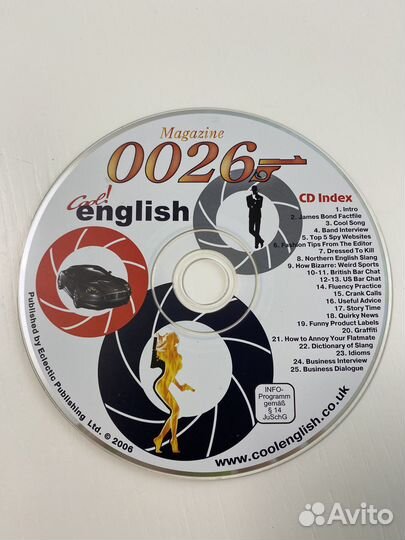 Magazine
0026
Cool!
english
CD Index
1. Intro
2. James Bond Factfile
3. Cool Song
4. Band Interview
5. Top 5 Spy Websites
6. Fashion Tips From The Editor
7. Dressed To Kill
8. Northern English Slang
9. How Bizarre: Weird Sports
10-11. British Bar Chat
12-13. US Bar Chat
14. Fluency Practice
15. Crank Calls
16. Useful Advice
17. Story Time
18. Quirky News
19. Funny Product Labels
20. Graffiti
21. How to Annoy Your Flatmate
22. Dictionary of Slang
23. Idioms
24. Business Interview
25. Business Dialogue
INFO-
Programm
gemäß
§ 14
JuSchG
www.coolenglish.co.uk
Published by Eclectic Publishing Ltd. © 2006
Avito